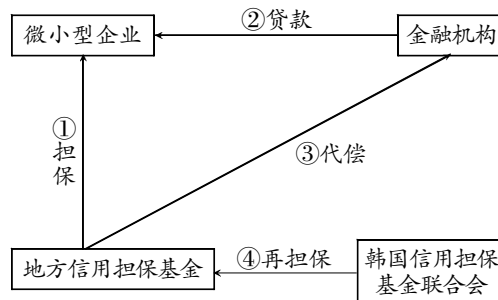 ②贷款
微小型企业
金融机构
①
担
保
③代偿
④再担保
地方信用担保基金
韩国信用担保
基金联合会